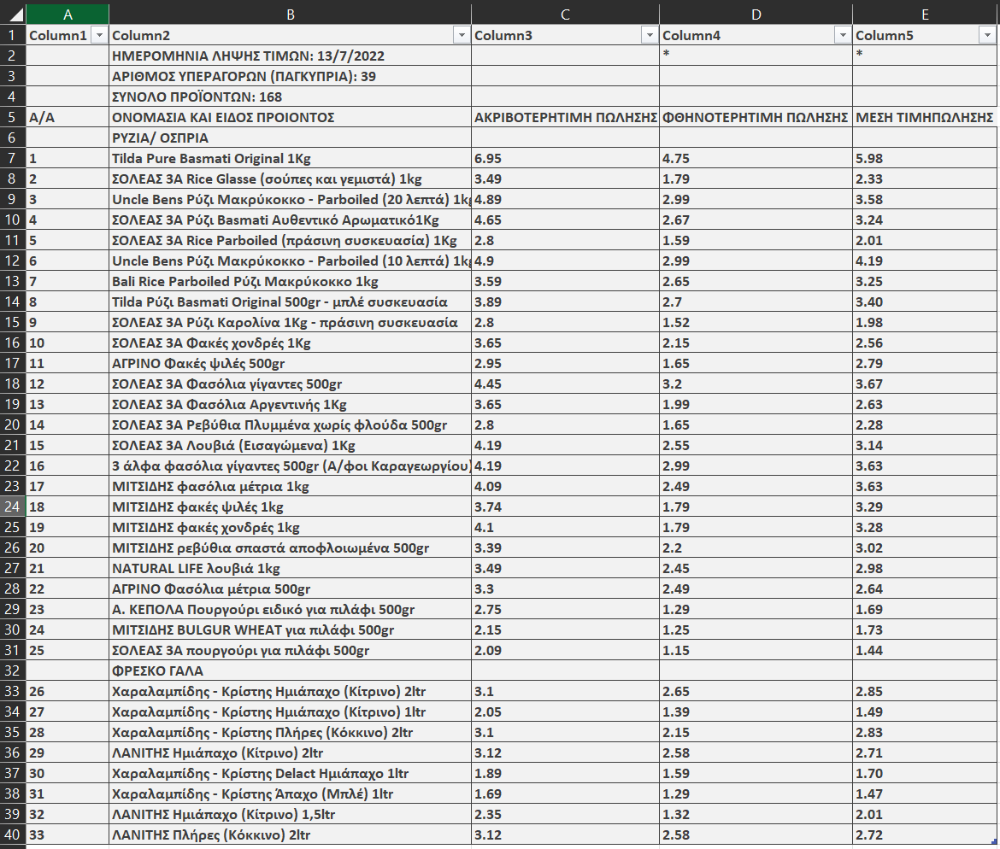 A B C D E
1 Column1 Column2 Column3 Column4 Column5
2 ΗΜΕΡΟΜΗΝΙΑ ΛΗΨΗΣ ΤΙΜΩΝ: 13/7/2022 * *
3 ΑΡΙΘΜΟΣ ΥΠΕΡΑΓΟΡΩΝ (ΠΑΓΚΥΠΡΙΑ): 39
4 ΣΥΝΟΛΟ ΠΡΟΪΟΝΤΩΝ: 168
5 Α/Α ΟΝΟΜΑΣΙΑ ΚΑΙ ΕΙΔΟΣ ΠΡΟΙΟΝΤΟΣ ΑΚΡΙΒΟΤΕΡΗΤΙΜΗ ΠΩΛΗΣΗΣ ΦΘΗΝΟΤΕΡΗΤΙΜΗ ΠΩΛΗΣΗΣ ΜΕΣΗ ΤΙΜΗΠΩΛΗΣΗΣ
6 ΡΥΖΙΑ/ ΟΣΠΡΙΑ
7 1 Tilda Pure Basmati Original 1Kg 6.95 4.75 5.98
8 2 ΣΟΛΕΑΣ 3Α Rice Glasse (σούπες και γεμιστά) 1kg 3.49 1.79 2.33
9 3 Uncle Bens Ρύζι Μακρύκοκκο - Parboiled (20 λεπτά) 1kg 4.89 2.99 3.58
10 4 ΣΟΛΕΑΣ 3Α Ρύζι Basmati Αυθεντικό Αρωματικό1Kg 4.65 2.67 3.24
11 5 ΣΟΛΕΑΣ 3Α Rice Parboiled (πράσινη συσκευασία) 1Kg 2.8 1.59 2.01
12 6 Uncle Bens Ρύζι Μακρύκοκκο - Parboiled (10 λεπτά) 1kg 4.9 2.99 4.19
13 7 Bali Rice Parboiled Ρύζι Μακρύκοκκο 1kg 3.59 2.65 3.25
14 8 Tilda Ρύζι Basmati Original 500gr - μπλέ συσκευασία 3.89 2.7 3.40
15 9 ΣΟΛΕΑΣ 3Α Ρύζι Καρολίνα 1Kg - πράσινη συσκευασία 2.8 1.52 1.98
16 10 ΣΟΛΕΑΣ 3Α Φακές χονδρές 1Kg 3.65 2.15 2.56
17 11 ΑΓΡΙΝΟ Φακές ψιλές 500gr 2.95 1.65 2.79
18 12 ΣΟΛΕΑΣ 3Α Φασόλια γίγαντες 500gr 4.45 3.2 3.67
19 13 ΣΟΛΕΑΣ 3Α Φασόλια Αργεντινής 1Kg 3.65 1.99 2.63
20 14 ΣΟΛΕΑΣ 3Α Ρεβύθια Πλυμμένα χωρίς φλούδα 500gr 2.8 1.65 2.28
21 15 ΣΟΛΕΑΣ 3Α Λουβιά (Εισαγώμενα) 1Kg 4.19 2.55 3.14
22 16 3 άλφα φασόλια γίγαντες 500gr (Α/φοι Καραγεωργίου) 4.19 2.99 3.63
23 17 ΜΙΤΣΙΔΗΣ φασόλια μέτρια 1kg 4.09 2.49 3.63
24 18 ΜΙΤΣΙΔΗΣ φακές ψιλές 1kg 3.74 1.79 3.29
25 19 ΜΙΤΣΙΔΗΣ φακές χονδρές 1kg 4.1 1.79 3.28
26 20 ΜΙΤΣΙΔΗΣ ρεβύθια σπαστά αποφλοιωμένα 500gr 3.39 2.2 3.02
27 21 NATURAL LIFE λουβιά 1kg 3.49 2.45 2.98
28 22 ΑΓΡΙΝΟ Φασόλια μέτρια 500gr 3.3 2.49 2.64
29 23 Α. ΚΕΠΟΛΑ Πουργούρι ειδικό για πιλάφι 500gr 2.75 1.29 1.69
30 24 ΜΙΤΣΙΔΗΣ BULGUR WHEAT για πιλάφι 500gr 2.15 1.25 1.73
31 25 ΣΟΛΕΑΣ 3Α πουργούρι για πιλάφι 500gr 2.09 1.15 1.44
32 ΦΡΕΣΚΟ ΓΑΛΑ
33 26 Χαραλαμπίδης - Κρίστης Ημιάπαχο (Κίτρινο) 2ltr 3.1 2.65 2.85
34 27 Χαραλαμπίδης - Κρίστης Ημιάπαχο (Κίτρινο) 1ltr 2.05 1.39 1.49
35 28 Χαραλαμπίδης - Κρίστης Πλήρες (Κόκκινο) 2ltr 3.1 2.15 2.83
36 29 ΛΑΝΙΤΗΣ Ημιάπαχο (Κίτρινο) 2ltr 3.12 2.58 2.71
37 30 Χαραλαμπίδης - Κρίστης Delact Ημιάπαχο 1ltr 1.89 1.59 1.70
38 31 Χαραλαμπίδης - Κρίστης Άπαχο (Μπλέ) 1ltr 1.69 1.29 1.47
39 32 ΛΑΝΙΤΗΣ Ημιάπαχο (Κίτρινο) 1,5ltr 2.35 1.32 2.01
40 33 ΛΑΝΙΤΗΣ Πλήρες (Κόκκινο) 2ltr 3.12 2.58 2.72